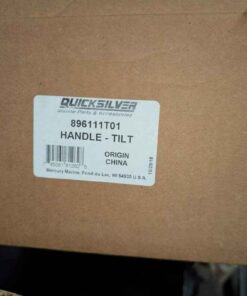 QUICKSILVER
Marine Parts & Accessories
896111T01
HANDLE - TILT
ORIGIN
CHINA
Mercury Marine, Fond du Lac, WI 54935 U.S.A.